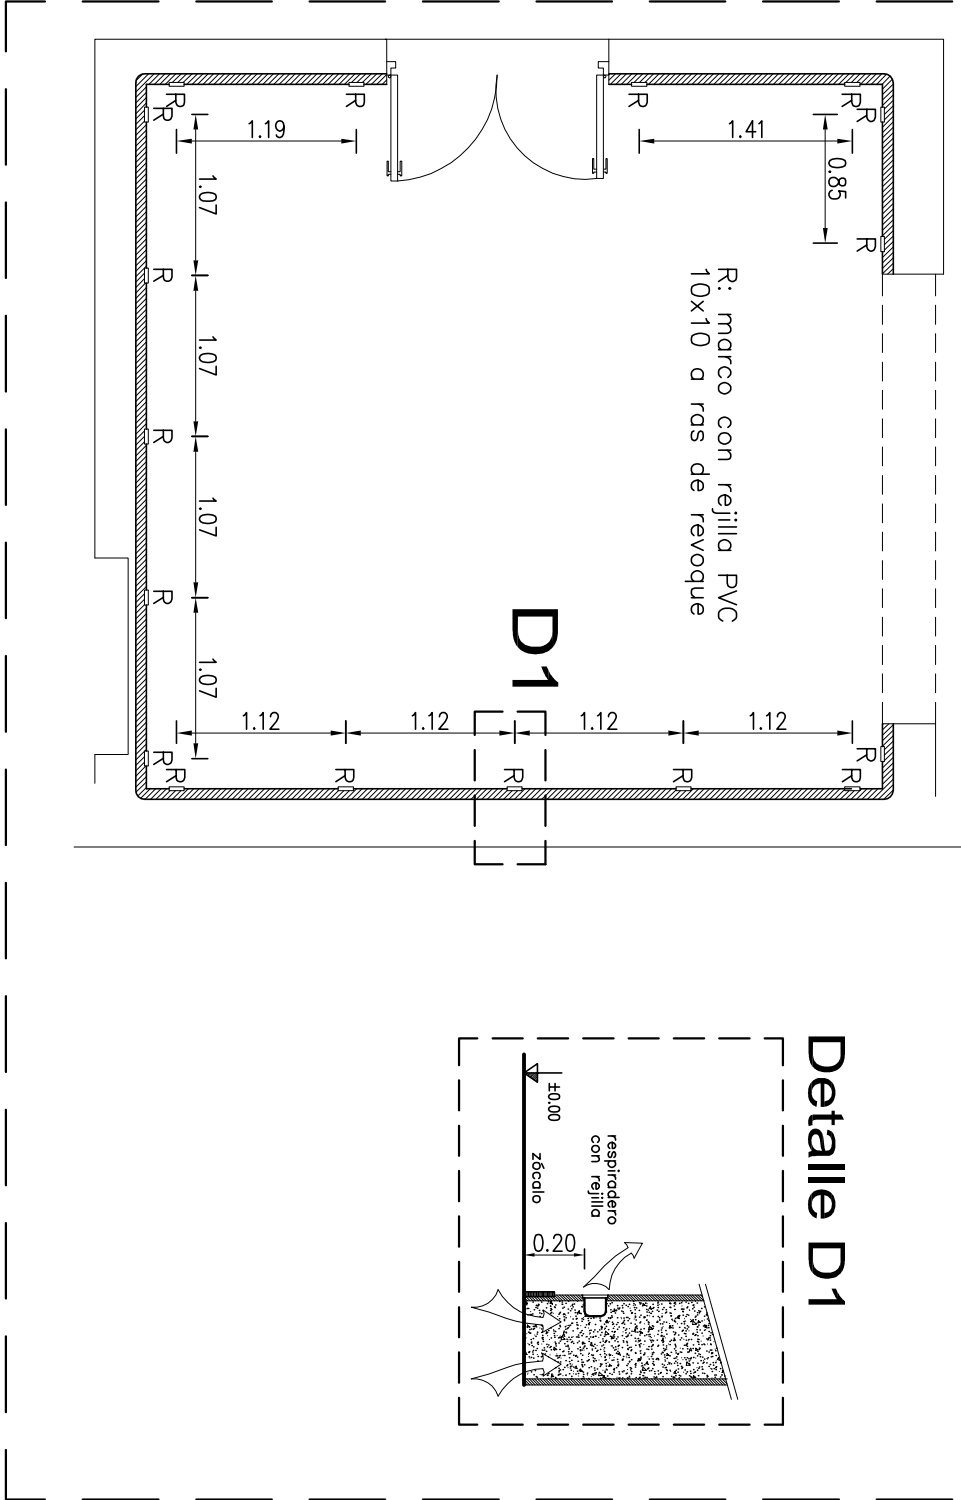 R
R
R
R
R
R
1.19
1.41
0.85
R
1.07
R: marco con rejilla PVC
10x10 a ras de revoque
R
1.07
R
1.07
R
D1
1.07
1.12
1.12
1.12
1.12
R
R
R
R
R
R
R
Detalle D1
±0.00
respiradero
con rejilla
zócalo
0.20